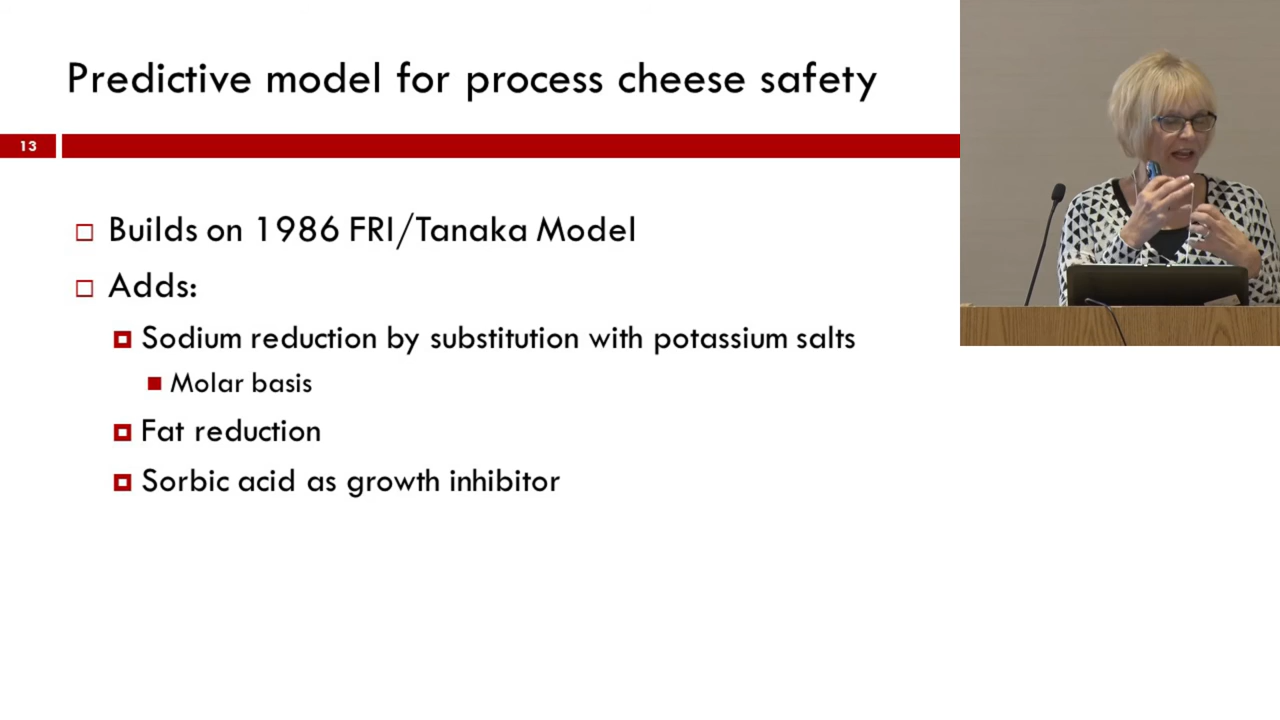 Predictive model for process cheese safety
13
Builds on 1986 FRI/Tanaka Model
Adds:
Sodium reduction by substitution with potassium salts
Molar basis
Fat reduction
Sorbic acid as growth inhibitor